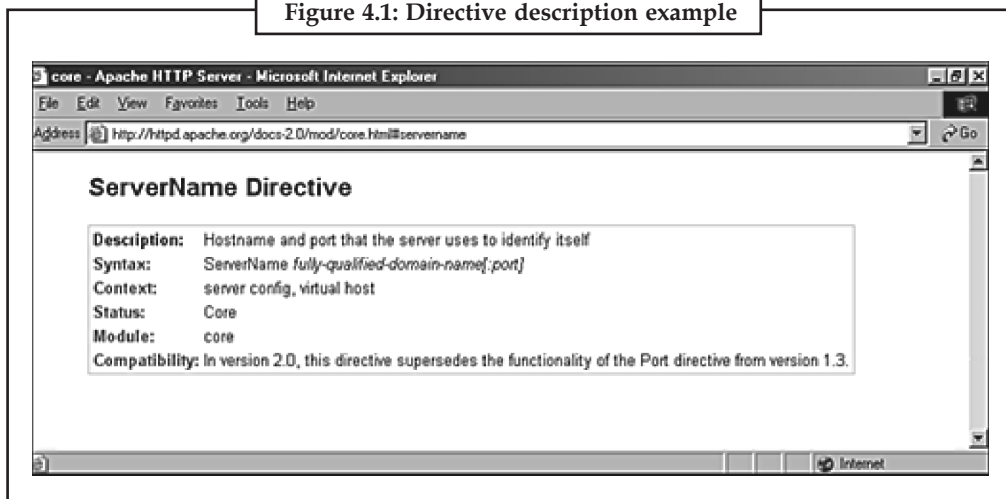 Figure 4.1: Directive description example
core - Apache HTTP Server - Microsoft Internet Explorer
File Edit View Favorites Tools Help
Address http://httpd.apache.org/docs-2.0/mod/core.html#servername Go
ServerName Directive
Description: Hostname and port that the server uses to identify itself
Syntax: ServerName fully-qualified-domain-name[:port]
Context: server config, virtual host
Status: Core
Module: core
Compatibility: In version 2.0, this directive supersedes the functionality of the Port directive from version 1.3.
Internet